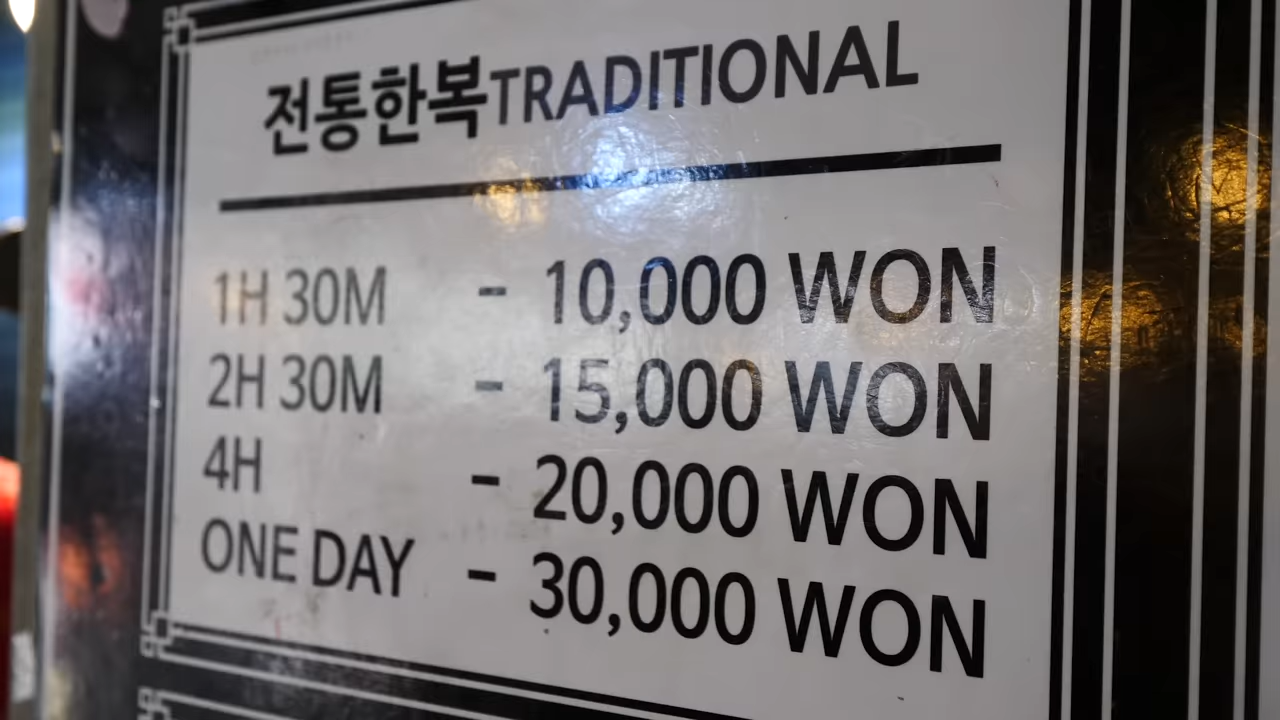 전통한복TRADITIONAL
1H 30M - 10,000 WON
2H 30M - 15,000 WON
4H - 20,000 WON
ONE DAY - 30,000 WON